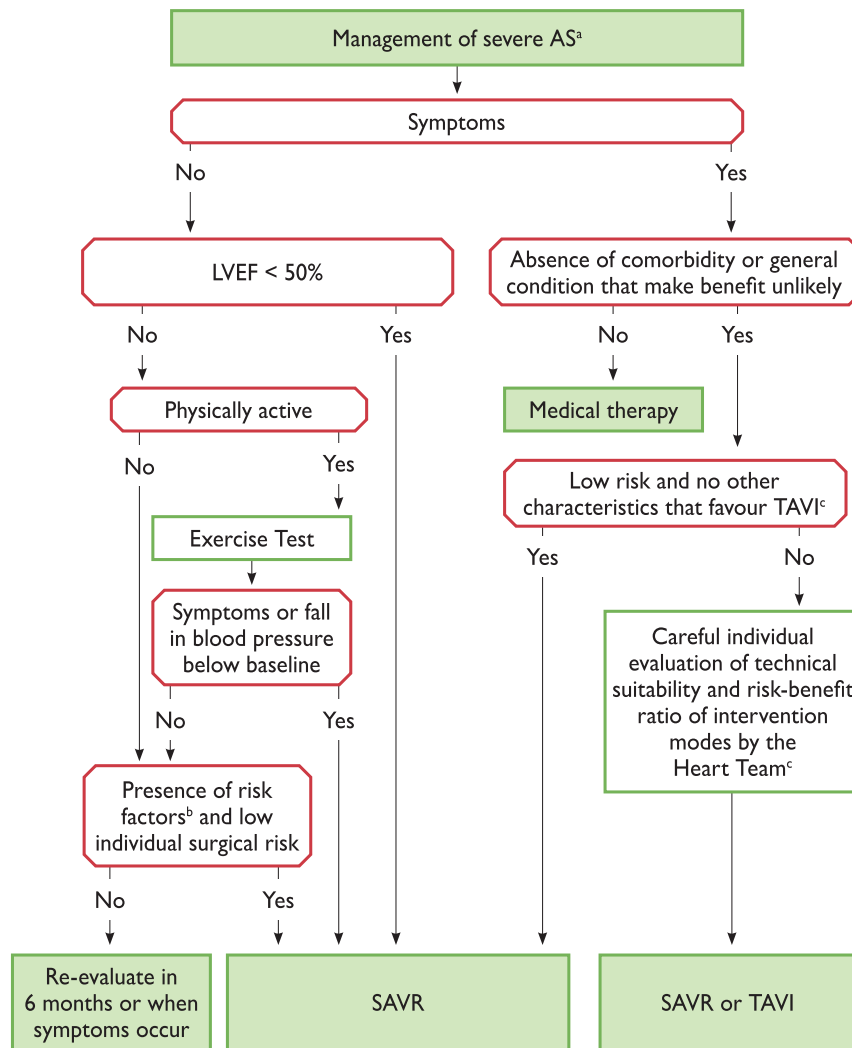 Management of severe ASᵃ
Symptoms
No
Yes
LVEF < 50%
Absence of comorbidity or general
condition that make benefit unlikely
No
Yes
No
Yes
Physically active
Medical therapy
No
Yes
Low risk and no other
characteristics that favour TAVIᶜ
Exercise Test
Yes
No
Symptoms or fall
in blood pressure
below baseline
Careful individual
evaluation of technical
suitability and risk-benefit
ratio of intervention
modes by the
Heart Teamᶜ
No
Yes
Presence of risk
factorsᵇ and low
individual surgical risk
No
Yes
Re-evaluate in
6 months or when
symptoms occur
SAVR
SAVR or TAVI